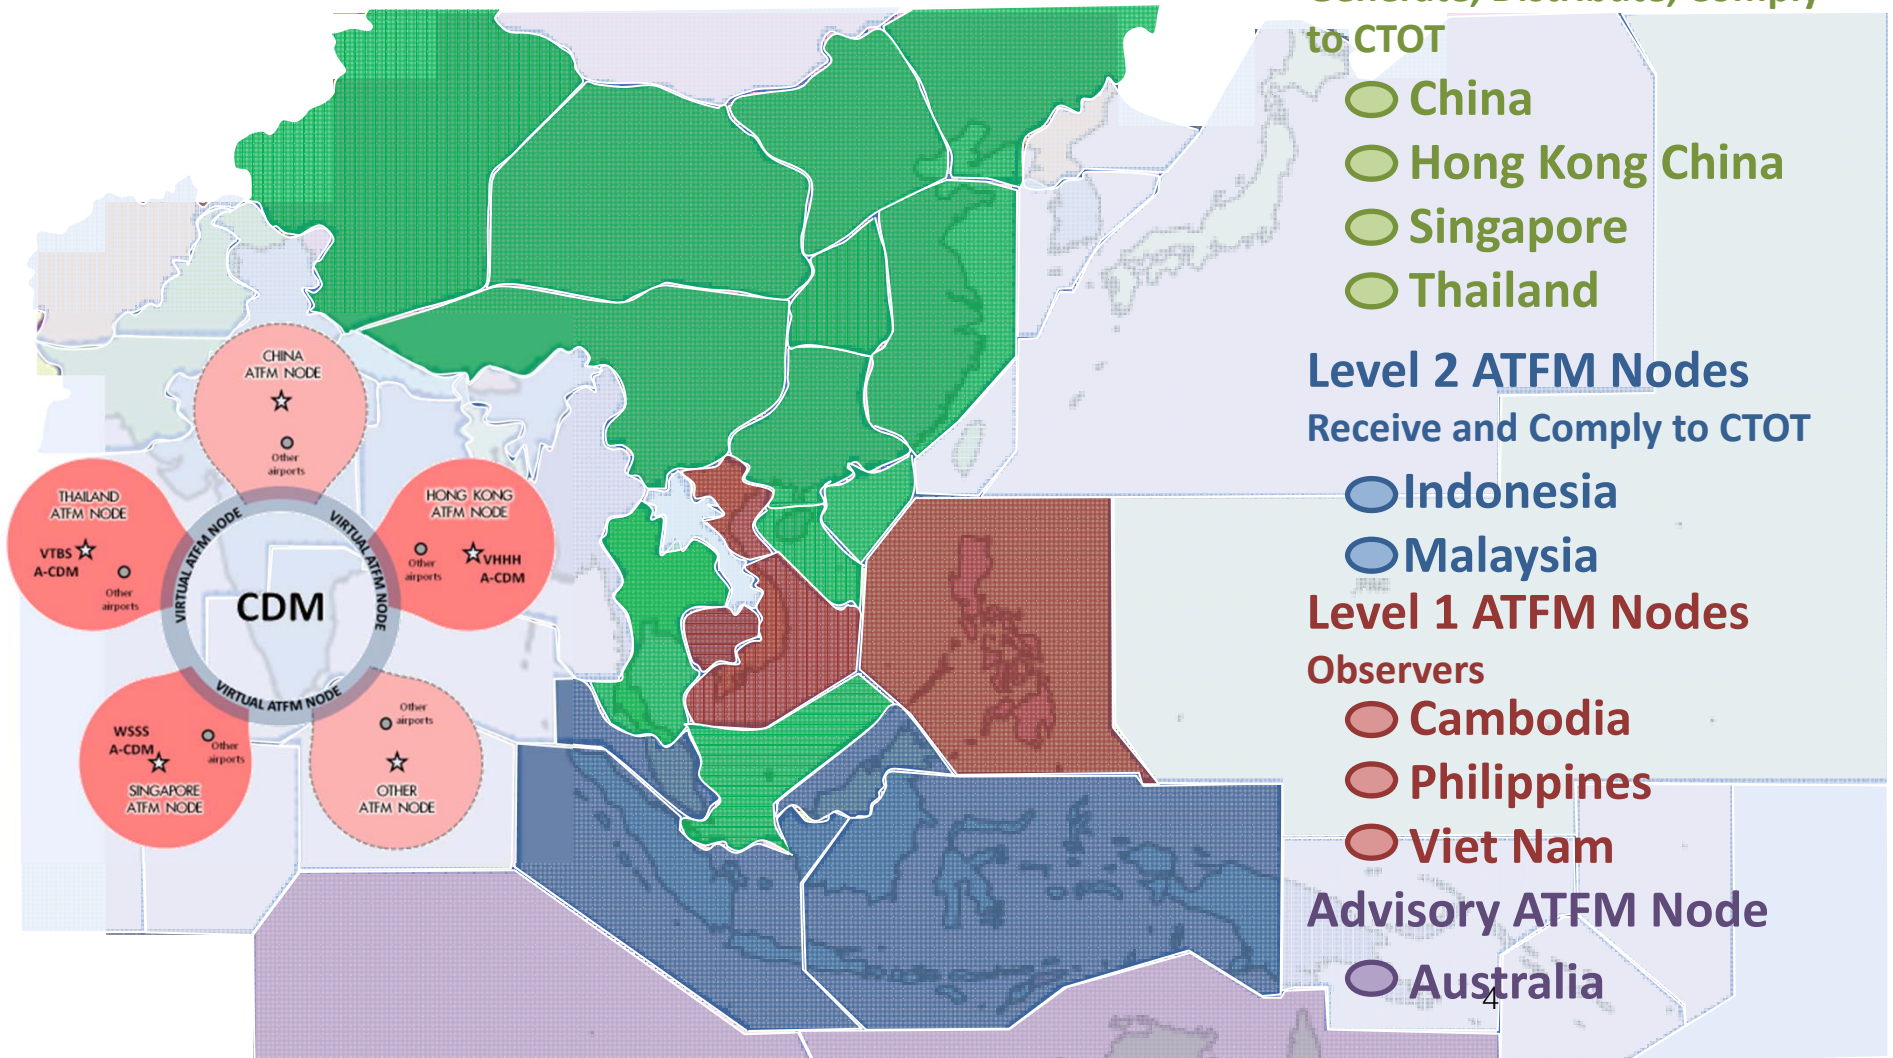 Generate, Distribute, Comply
to CTOT
China
Hong Kong China
Singapore
Thailand
Level 2 ATFM Nodes
Receive and Comply to CTOT
Indonesia
Malaysia
Level 1 ATFM Nodes
Observers
Cambodia
Philippines
Viet Nam
Advisory ATFM Node
Australia
4
CHINA
ATFM NODE
Other
airports
THAILAND
ATFM NODE
VTBS
A-CDM
Other
airports
HONG KONG
ATFM NODE
Other
airports
VHHH
A-CDM
VIRTUAL ATFM NODE
VIRTUAL ATFM NODE
CDM
VIRTUAL ATFM NODE
WSSS
A-CDM
Other
airports
SINGAPORE
ATFM NODE
Other
airports
OTHER
ATFM NODE